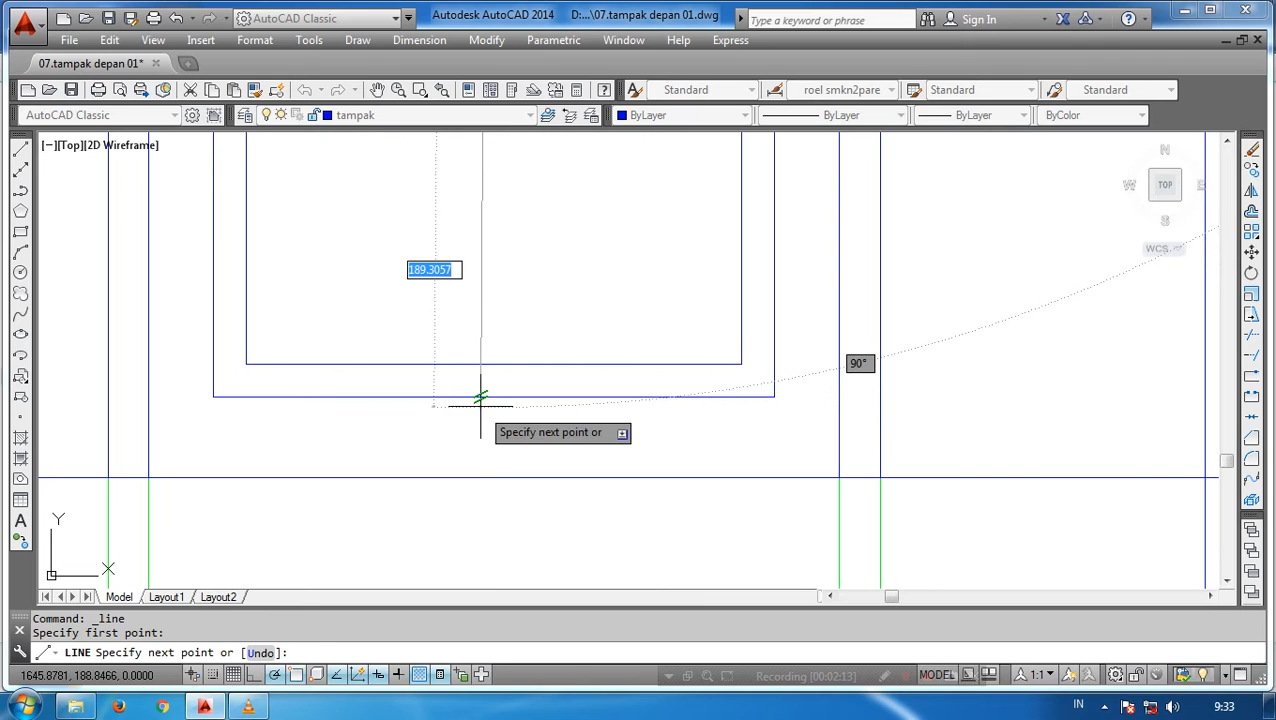 AutoCAD Classic
Autodesk AutoCAD 2014
D:...\07.tampak depan 01.dwg
Type a keyword or phrase
Sign In
File Edit View Insert Format Tools Draw Dimension Modify Parametric Window Help Express
07.tampak depan 01*
Standard
roel smkn2pare
Standard
Standard
AutoCAD Classic
tampak
ByLayer
ByLayer
ByLayer
ByColor
[−][Top][2D Wireframe]
N
W
TOP
E
S
WCS
189.3057
90°
Specify next point or
Y
X
Model
Layout1
Layout2
Command: _line
Specify first point:
LINE Specify next point or [Undo]:
1645.8781, 188.8466, 0.0000
Recording [00:02:13]
MODEL
1:1
IN
9:33